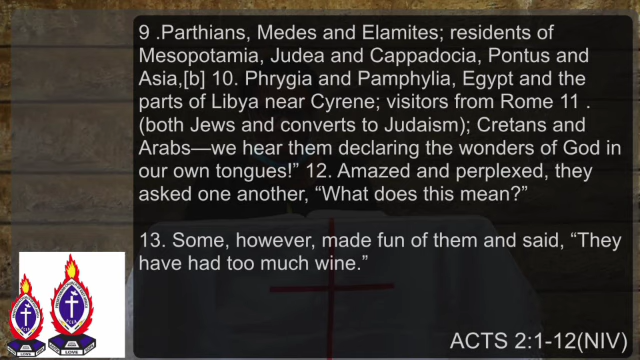 9 .Parthians, Medes and Elamites; residents of
Mesopotamia, Judea and Cappadocia, Pontus and
Asia,[b] 10. Phrygia and Pamphylia, Egypt and the
parts of Libya near Cyrene; visitors from Rome 11 .
(both Jews and converts to Judaism); Cretans and
Arabs—we hear them declaring the wonders of God in
our own tongues!” 12. Amazed and perplexed, they
asked one another, “What does this mean?”
13. Some, however, made fun of them and said, “They
have had too much wine.”
ACTS 2:1-12(NIV)
LOVE
LOVE